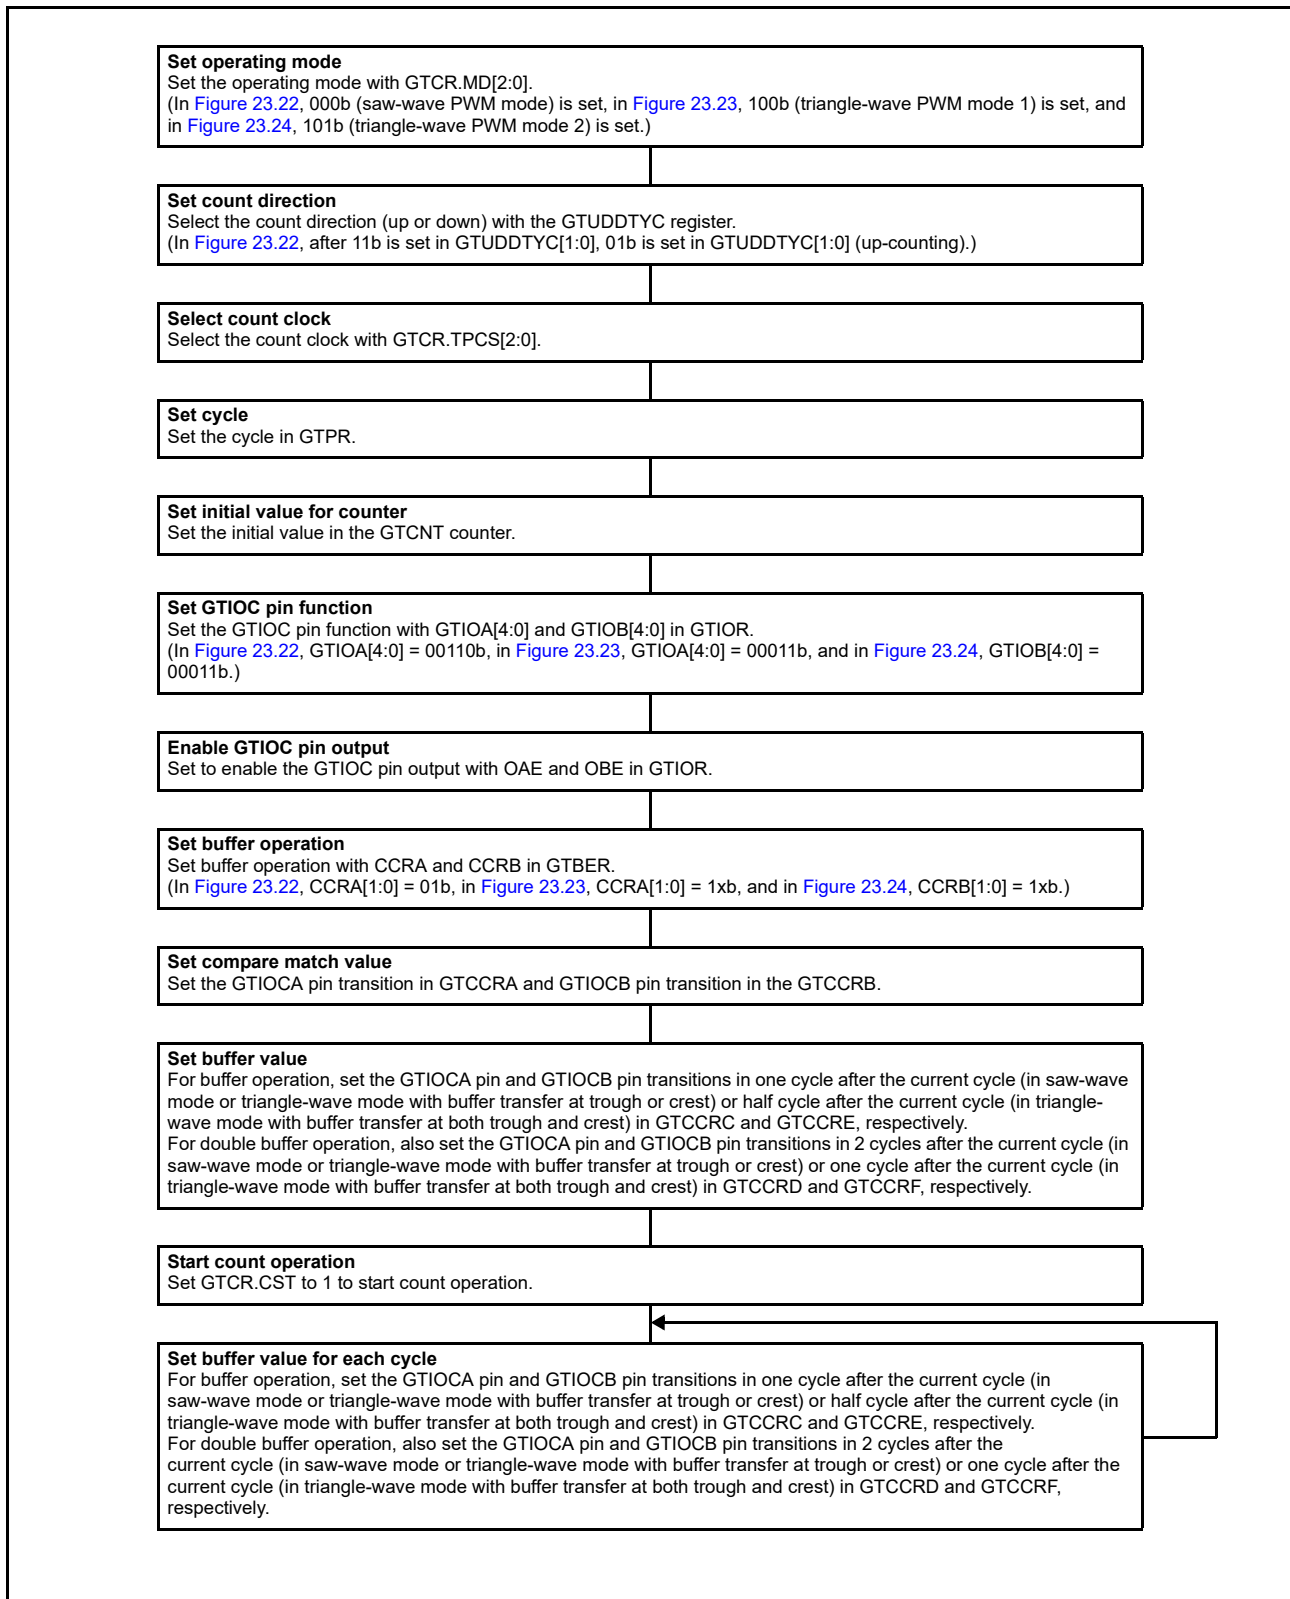 Set operating mode
Set the operating mode with GTCR.MD[2:0].
(In Figure 23.22, 000b (saw-wave PWM mode) is set, in Figure 23.23, 100b (triangle-wave PWM mode 1) is set, and
in Figure 23.24, 101b (triangle-wave PWM mode 2) is set.)
Set count direction
Select the count direction (up or down) with the GTUDDTYC register.
(In Figure 23.22, after 11b is set in GTUDDTYC[1:0], 01b is set in GTUDDTYC[1:0] (up-counting).)
Select count clock
Select the count clock with GTCR.TPCS[2:0].
Set cycle
Set the cycle in GTPR.
Set initial value for counter
Set the initial value in the GTCNT counter.
Set GTIOC pin function
Set the GTIOC pin function with GTIOA[4:0] and GTIOB[4:0] in GTIOR.
(In Figure 23.22, GTIOA[4:0] = 00110b, in Figure 23.23, GTIOA[4:0] = 00011b, and in Figure 23.24, GTIOB[4:0] =
00011b.)
Enable GTIOC pin output
Set to enable the GTIOC pin output with OAE and OBE in GTIOR.
Set buffer operation
Set buffer operation with CCRA and CCRB in GTBER.
(In Figure 23.22, CCRA[1:0] = 01b, in Figure 23.23, CCRA[1:0] = 1xb, and in Figure 23.24, CCRB[1:0] = 1xb.)
Set compare match value
Set the GTIOCA pin transition in GTCCRA and GTIOCB pin transition in the GTCCRB.
Set buffer value
For buffer operation, set the GTIOCA pin and GTIOCB pin transitions in one cycle after the current cycle (in saw-wave
mode or triangle-wave mode with buffer transfer at trough or crest) or half cycle after the current cycle (in triangle-
wave mode with buffer transfer at both trough and crest) in GTCCRC and GTCCRE, respectively.
For double buffer operation, also set the GTIOCA pin and GTIOCB pin transitions in 2 cycles after the current cycle (in
saw-wave mode or triangle-wave mode with buffer transfer at trough or crest) or one cycle after the current cycle (in
triangle-wave mode with buffer transfer at both trough and crest) in GTCCRD and GTCCRF, respectively.
Start count operation
Set GTCR.CST to 1 to start count operation.
Set buffer value for each cycle
For buffer operation, set the GTIOCA pin and GTIOCB pin transitions in one cycle after the current cycle (in
saw-wave mode or triangle-wave mode with buffer transfer at trough or crest) or half cycle after the current cycle (in
triangle-wave mode with buffer transfer at both trough and crest) in GTCCRC and GTCCRE, respectively.
For double buffer operation, also set the GTIOCA pin and GTIOCB pin transitions in 2 cycles after the
current cycle (in saw-wave mode or triangle-wave mode with buffer transfer at trough or crest) or one cycle after the
current cycle (in triangle-wave mode with buffer transfer at both trough and crest) in GTCCRD and GTCCRF,
respectively.